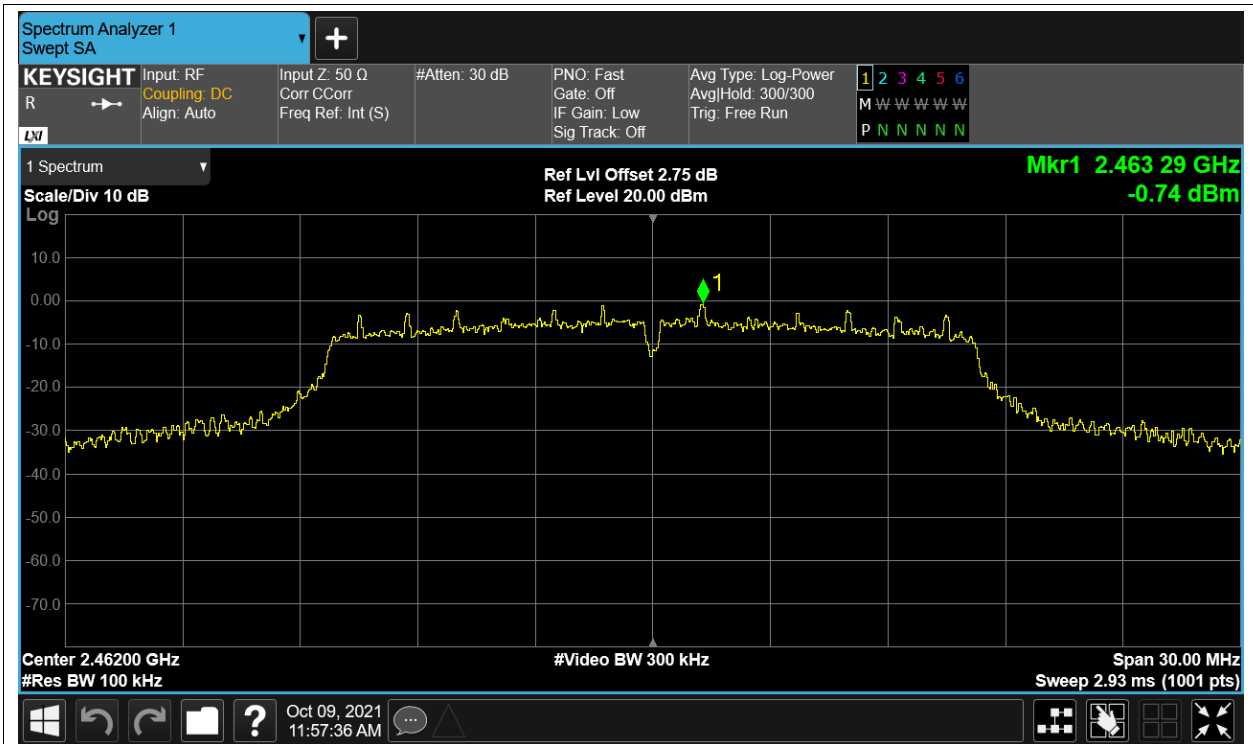 Spectrum Analyzer 1
Swept SA
KEYSIGHT
R
LXI
Input: RF
Coupling: DC
Align: Auto
Input Z: 50 Ω
Corr CCorr
Freq Ref: Int (S)
#Atten: 30 dB
PNO: Fast
Gate: Off
IF Gain: Low
Sig Track: Off
Avg Type: Log-Power
Avg|Hold: 300/300
Trig: Free Run
1 2 3 4 5 6
M W W W W W
P N N N N N
1 Spectrum
Scale/Div 10 dB
Log
Ref Lvl Offset 2.75 dB
Ref Level 20.00 dBm
Mkr1 2.463 29 GHz
-0.74 dBm
10.0
0.00
-10.0
-20.0
-30.0
-40.0
-50.0
-60.0
-70.0
1
Center 2.46200 GHz
#Res BW 100 kHz
#Video BW 300 kHz
Span 30.00 MHz
Sweep 2.93 ms (1001 pts)
?
Oct 09, 2021
11:57:36 AM